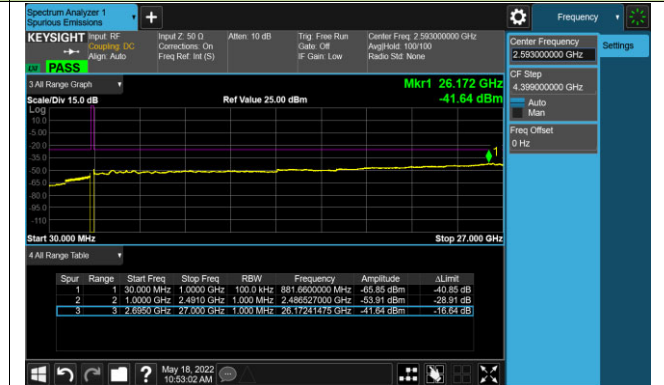 Spectrum Analyzer 1
Spurious Emissions
Frequency
KEYSIGHT
Input: RF
Coupling: DC
Align: Auto
Input Z: 50 Ω
Corrections: On
Freq Ref: Int (S)
Atten: 10 dB
Trig: Free Run
Gate: Off
IF Gain: Low
Center Freq: 2.593000000 GHz
Avg|Hold: 100/100
Radio Std: None
PASS
Center Frequency
2.593000000 GHz
Settings
CF Step
4.399000000 GHz
Auto
Man
Freq Offset
0 Hz
3 All Range Graph
Mkr1 26.172 GHz
Scale/Div 15.0 dB
Ref Value 25.00 dBm
-41.64 dBm
Log
10.0
-5.00
-20.0
-35.0
-50.0
-65.0
-80.0
-95.0
-110
1
Start 30.000 MHz
Stop 27.000 GHz
4 All Range Table
Spur Range Start Freq Stop Freq RBW Frequency Amplitude ΔLimit
1 1 30.000 MHz 1.0000 GHz 100.0 kHz 881.6600000 MHz -65.85 dBm -40.85 dB
2 2 1.0000 GHz 2.4910 GHz 1.000 MHz 2.486527000 GHz -53.91 dBm -28.91 dB
3 3 2.6950 GHz 27.000 GHz 1.000 MHz 26.17241475 GHz -41.64 dBm -16.64 dB
May 18, 2022
10:53:02 AM